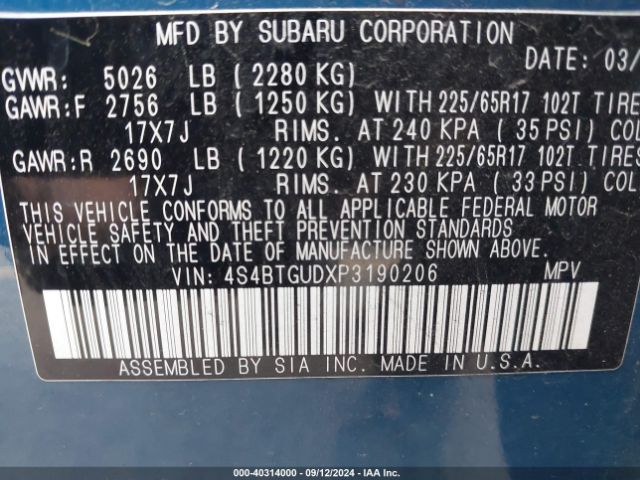 MFD BY SUBARU CORPORATION
DATE: 03/
GVWR: 5026 LB ( 2280 KG)
GAWR:F 2756 LB ( 1250 KG) WITH 225/65R17 102T TIRE
17X7J RIMS. AT 240 KPA ( 35 PSI) COL
GAWR:R 2690 LB ( 1220 KG) WITH 225/65R17 102T TIRES
17X7J RIMS. AT 230 KPA ( 33 PSI) COL
THIS VEHICLE CONFORMS TO ALL APPLICABLE FEDERAL MOTOR
VEHICLE SAFETY AND THEFT PREVENTION STANDARDS
IN EFFECT ON THE DATE OF MANUFACTURE SHOWN ABOVE.
VIN: 4S4BTGUDXP3190206 MPV
ASSEMBLED BY SIA INC. MADE IN U.S.A.
000-40314000 - 09/12/2024 - IAA Inc.